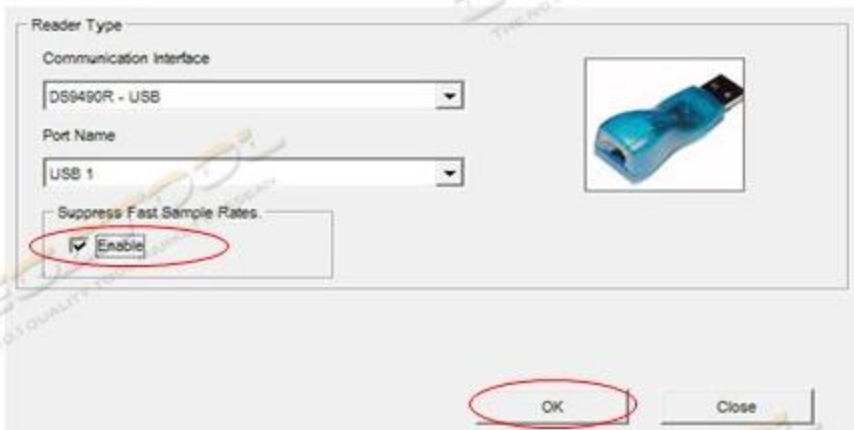 Reader Type
Communication Interface
DS9490R - USB
Port Name
USB 1
Suppress Fast Sample Rates.
Enable
OK
Close